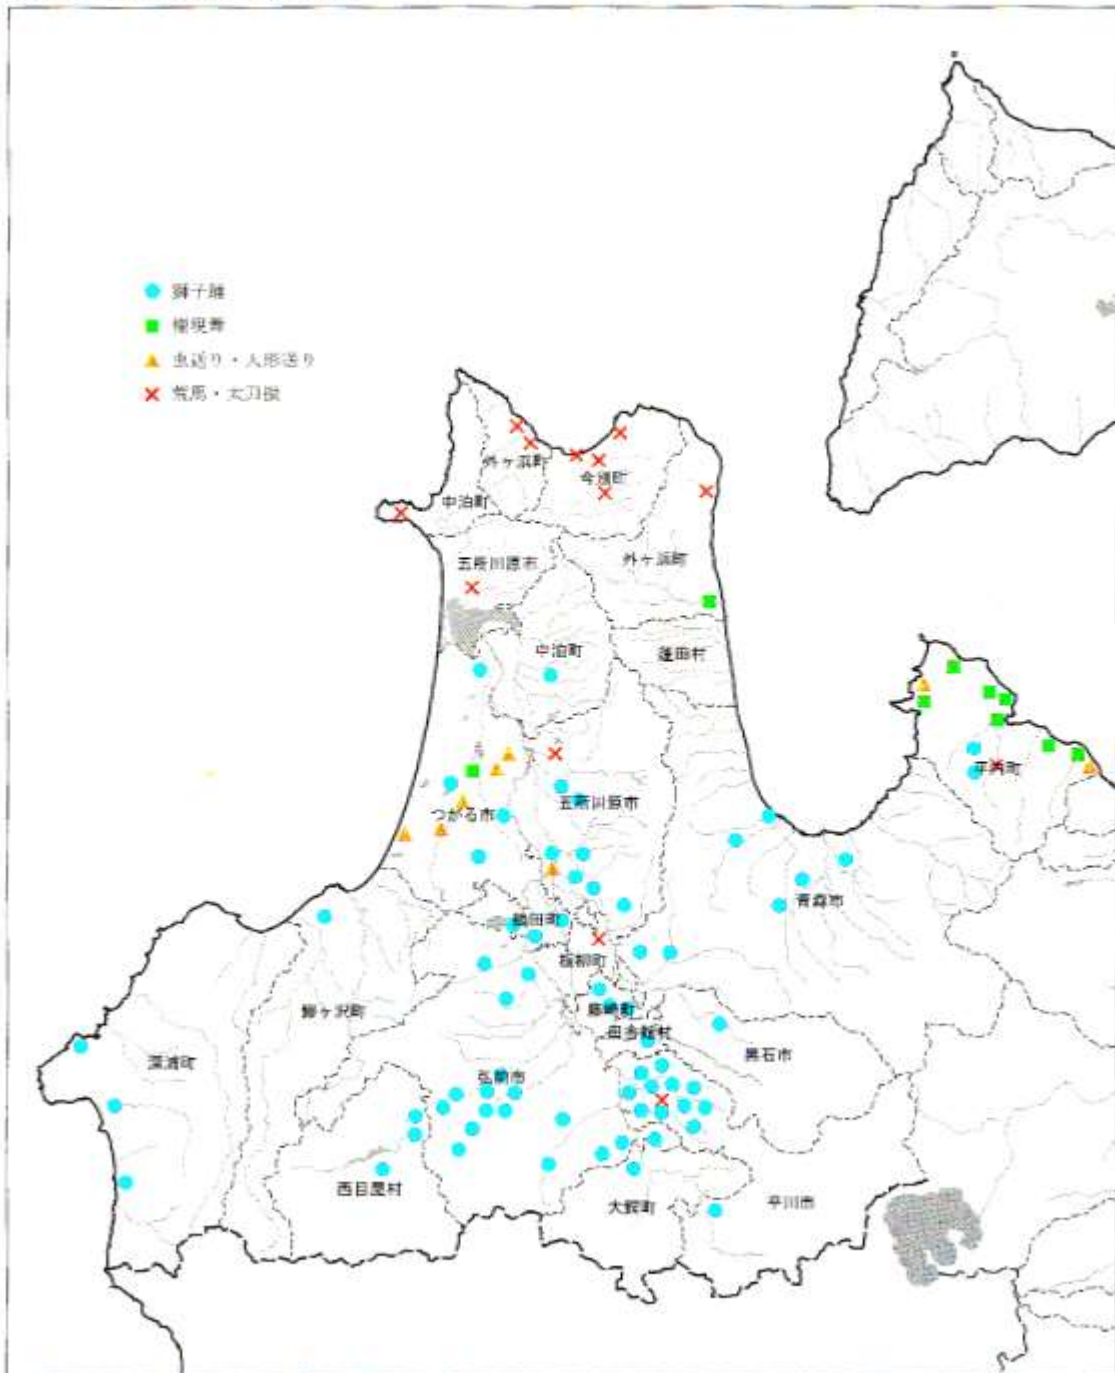 獅子踊
権現舞
虫送り・人形送り
荒馬・太刀振
外ヶ浜町
今別町
中泊町
五所川原市
外ヶ浜町
中泊町
蓬田村
平内町
五所川原市
つがる市
青森市
鶴田町
板柳町
鰺ヶ沢町
藤崎町
田舎館村
黒石市
深浦町
弘前市
西目屋村
大鰐町
平川市